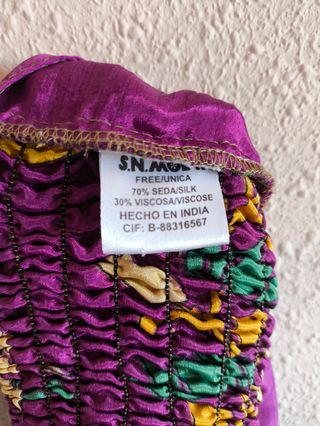 S.N.
FREE/UNICA
70% SEDA/SILK
30% VISCOSA/VISCOSE
HECHO EN INDIA
CIF: B-88316567